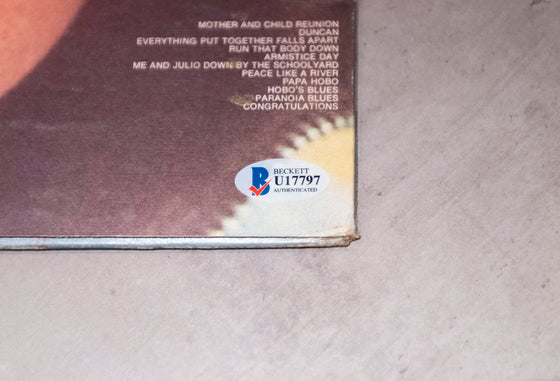 MOTHER AND CHILD REUNION
DUNCAN
EVERYTHING PUT TOGETHER FALLS APART
RUN THAT BODY DOWN
ARMISTICE DAY
ME AND JULIO DOWN BY THE SCHOOLYARD
PEACE LIKE A RIVER
PAPA HOBO
HOBO'S BLUES
PARANOIA BLUES
CONGRATULATIONS
B
BECKETT
U17797
AUTHENTICATED